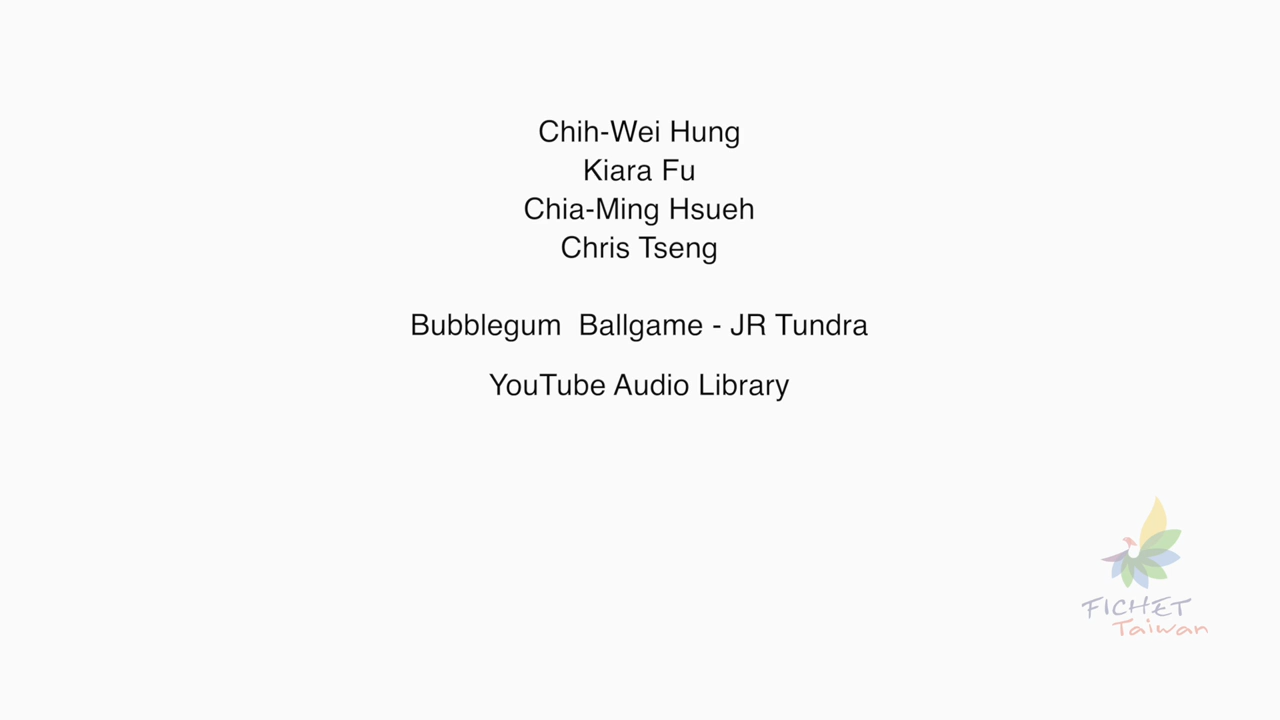 Chih-Wei Hung
Kiara Fu
Chia-Ming Hsueh
Chris Tseng
Bubblegum  Ballgame - JR Tundra
YouTube Audio Library
FICHET
Taiwan